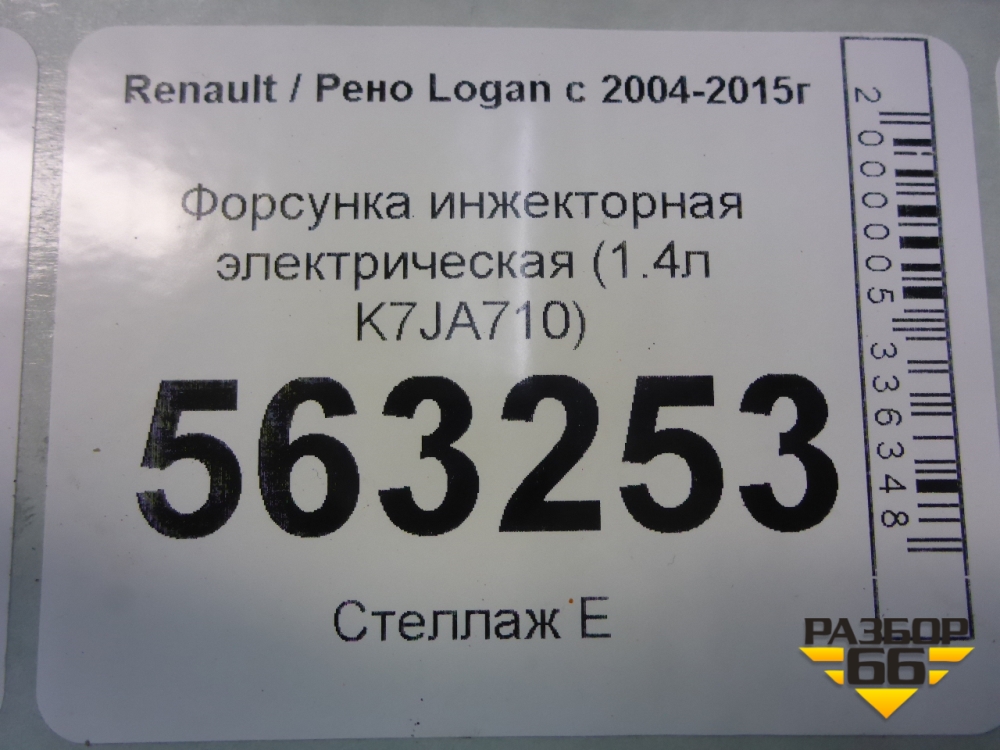 Renault / Рено Logan с 2004-2015г
Форсунка инжекторная
электрическая (1.4л
K7JA710)
563253
Стеллаж Е
2000005336348
РАЗБОР
66